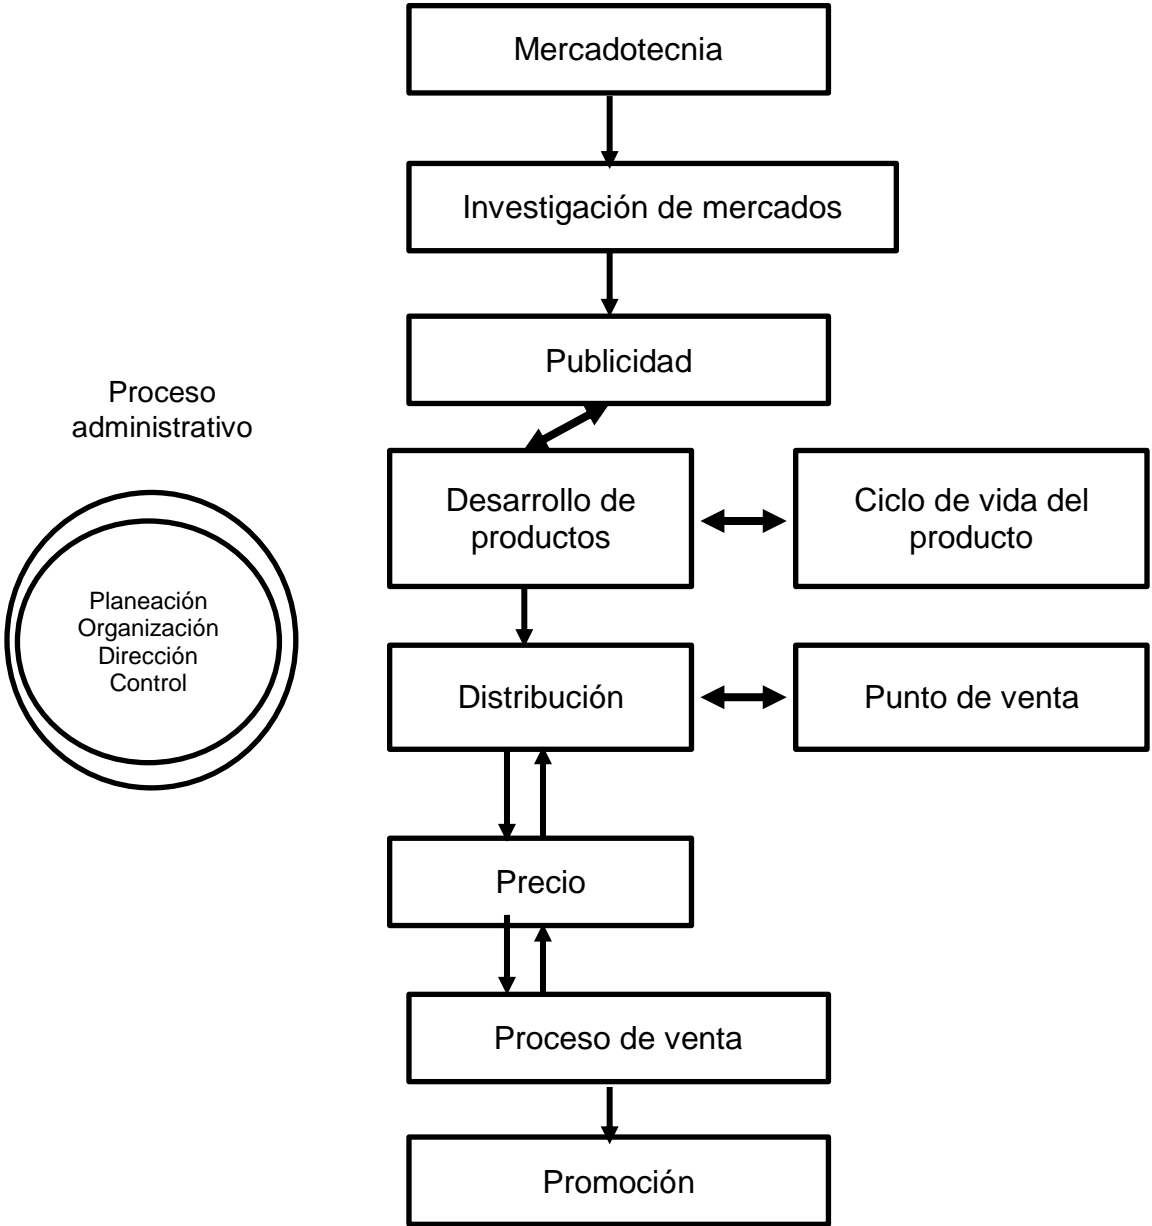 Mercadotecnia
Investigación de mercados
Publicidad
Proceso
administrativo
Desarrollo de
productos
Ciclo de vida del
producto
Planeación
Organización
Dirección
Control
Distribución
Punto de venta
Precio
Proceso de venta
Promoción